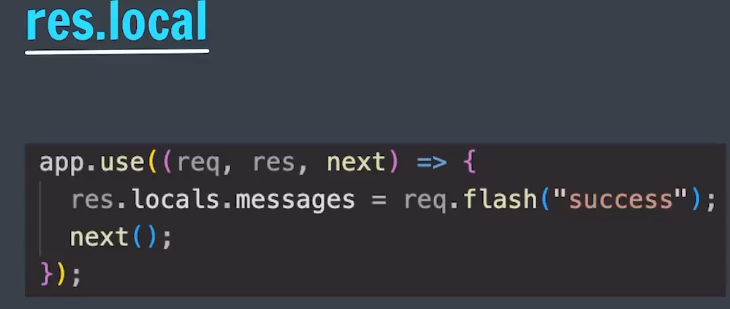 res.local
app.use((req, res, next) => {
res.locals.messages = req.flash("success");
next();
});